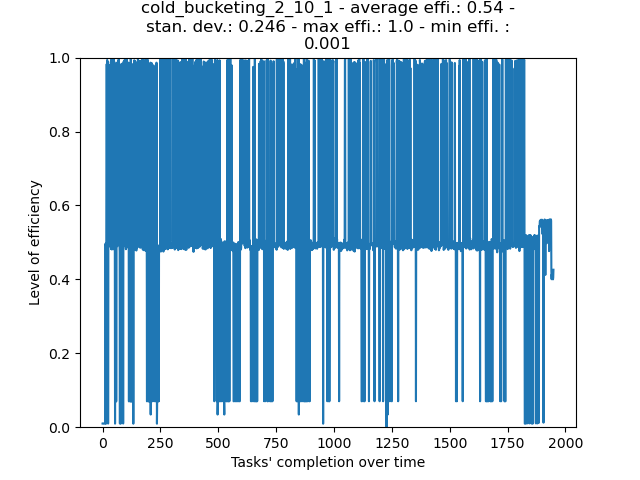 cold_bucketing_2_10_1 - average effi.: 0.54 -
stan. dev.: 0.246 - max effi.: 1.0 - min effi. :
0.001
1.0
0.8
0.6
0.4
0.2
0.0
Level of efficiency
0 250 500 750 1000 1250 1500 1750 2000
Tasks' completion over time